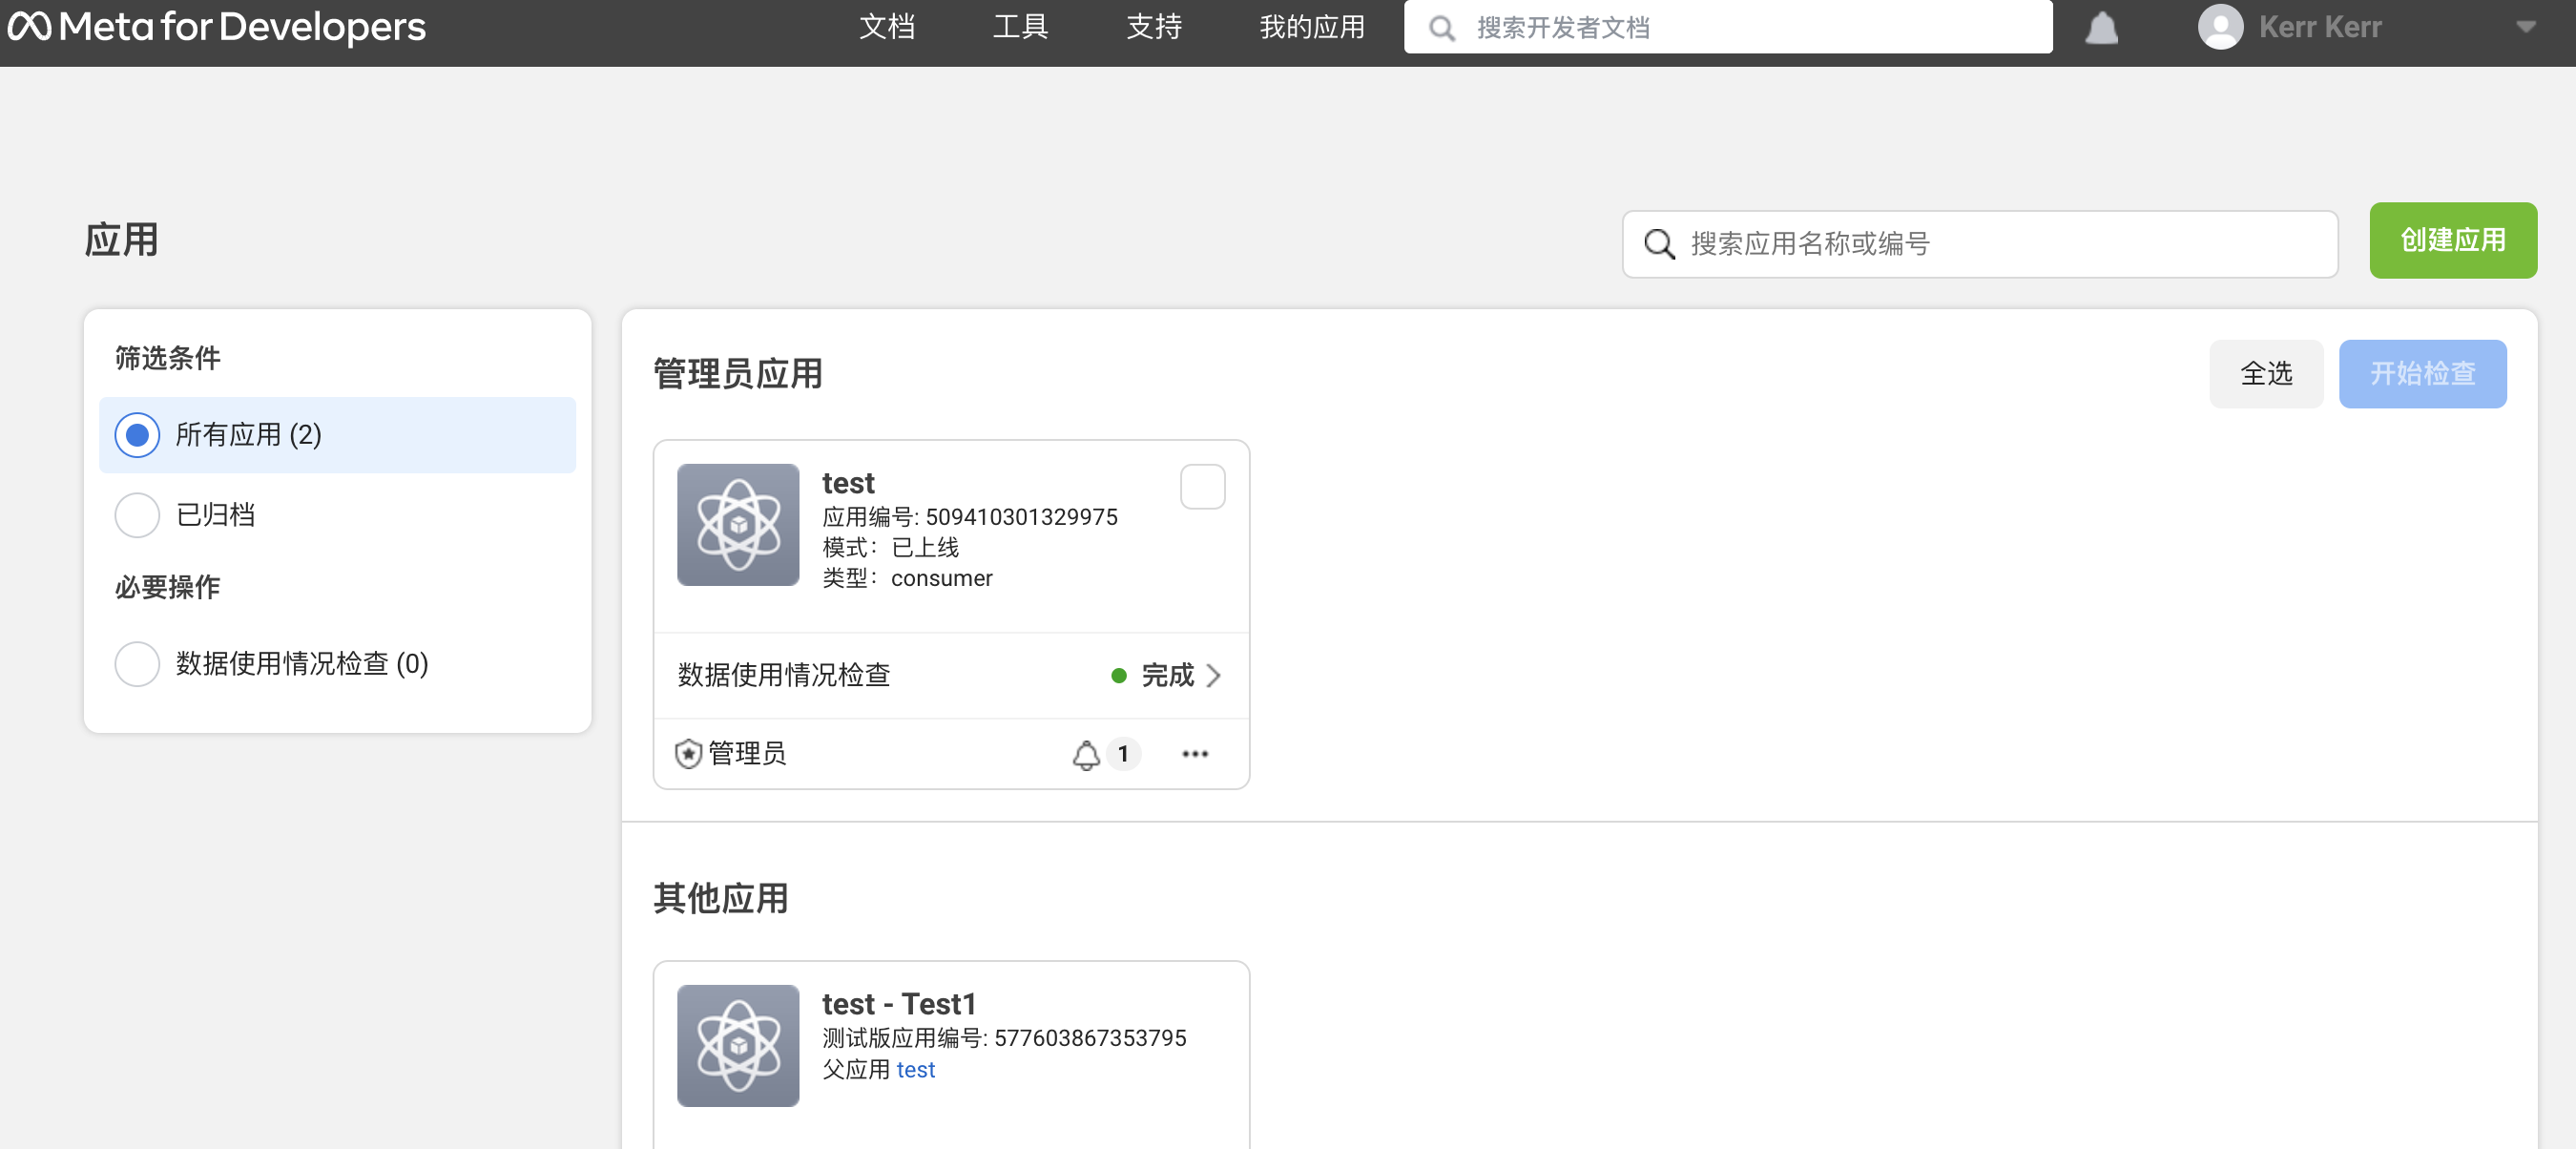 Meta for Developers
文档 工具 支持 我的应用 搜索开发者文档 Kerr Kerr
应用
搜索应用名称或编号
创建应用
筛选条件
所有应用 (2)
已归档
必要操作
数据使用情况检查 (0)
管理员应用
全选
开始检查
test
应用编号: 509410301329975
模式：已上线
类型：consumer
数据使用情况检查 完成
管理员 1
其他应用
test - Test1
测试版应用编号: 577603867353795
父应用 test